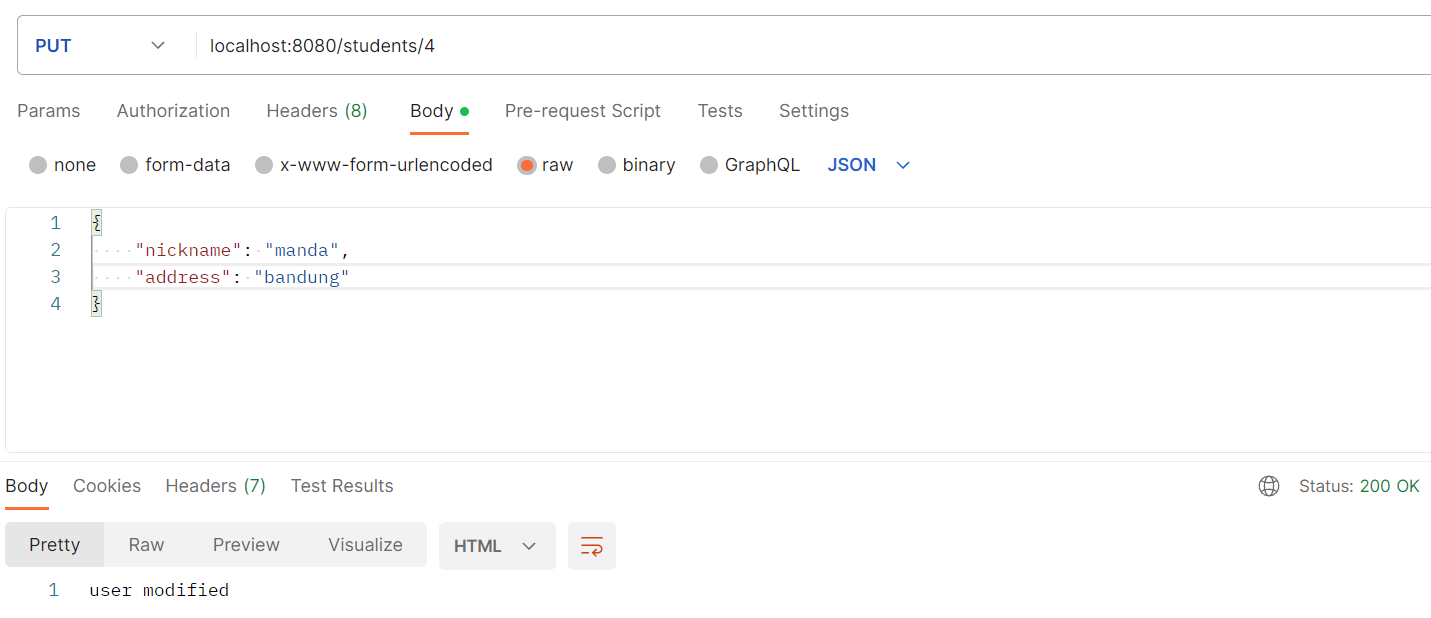 PUT localhost:8080/students/4
Params Authorization Headers (8) Body Pre-request Script Tests Settings
none form-data x-www-form-urlencoded raw binary GraphQL JSON
1 {
2 "nickname": "manda",
3 "address": "bandung"
4 }
Body Cookies Headers (7) Test Results Status: 200 OK
Pretty Raw Preview Visualize HTML
1 user modified